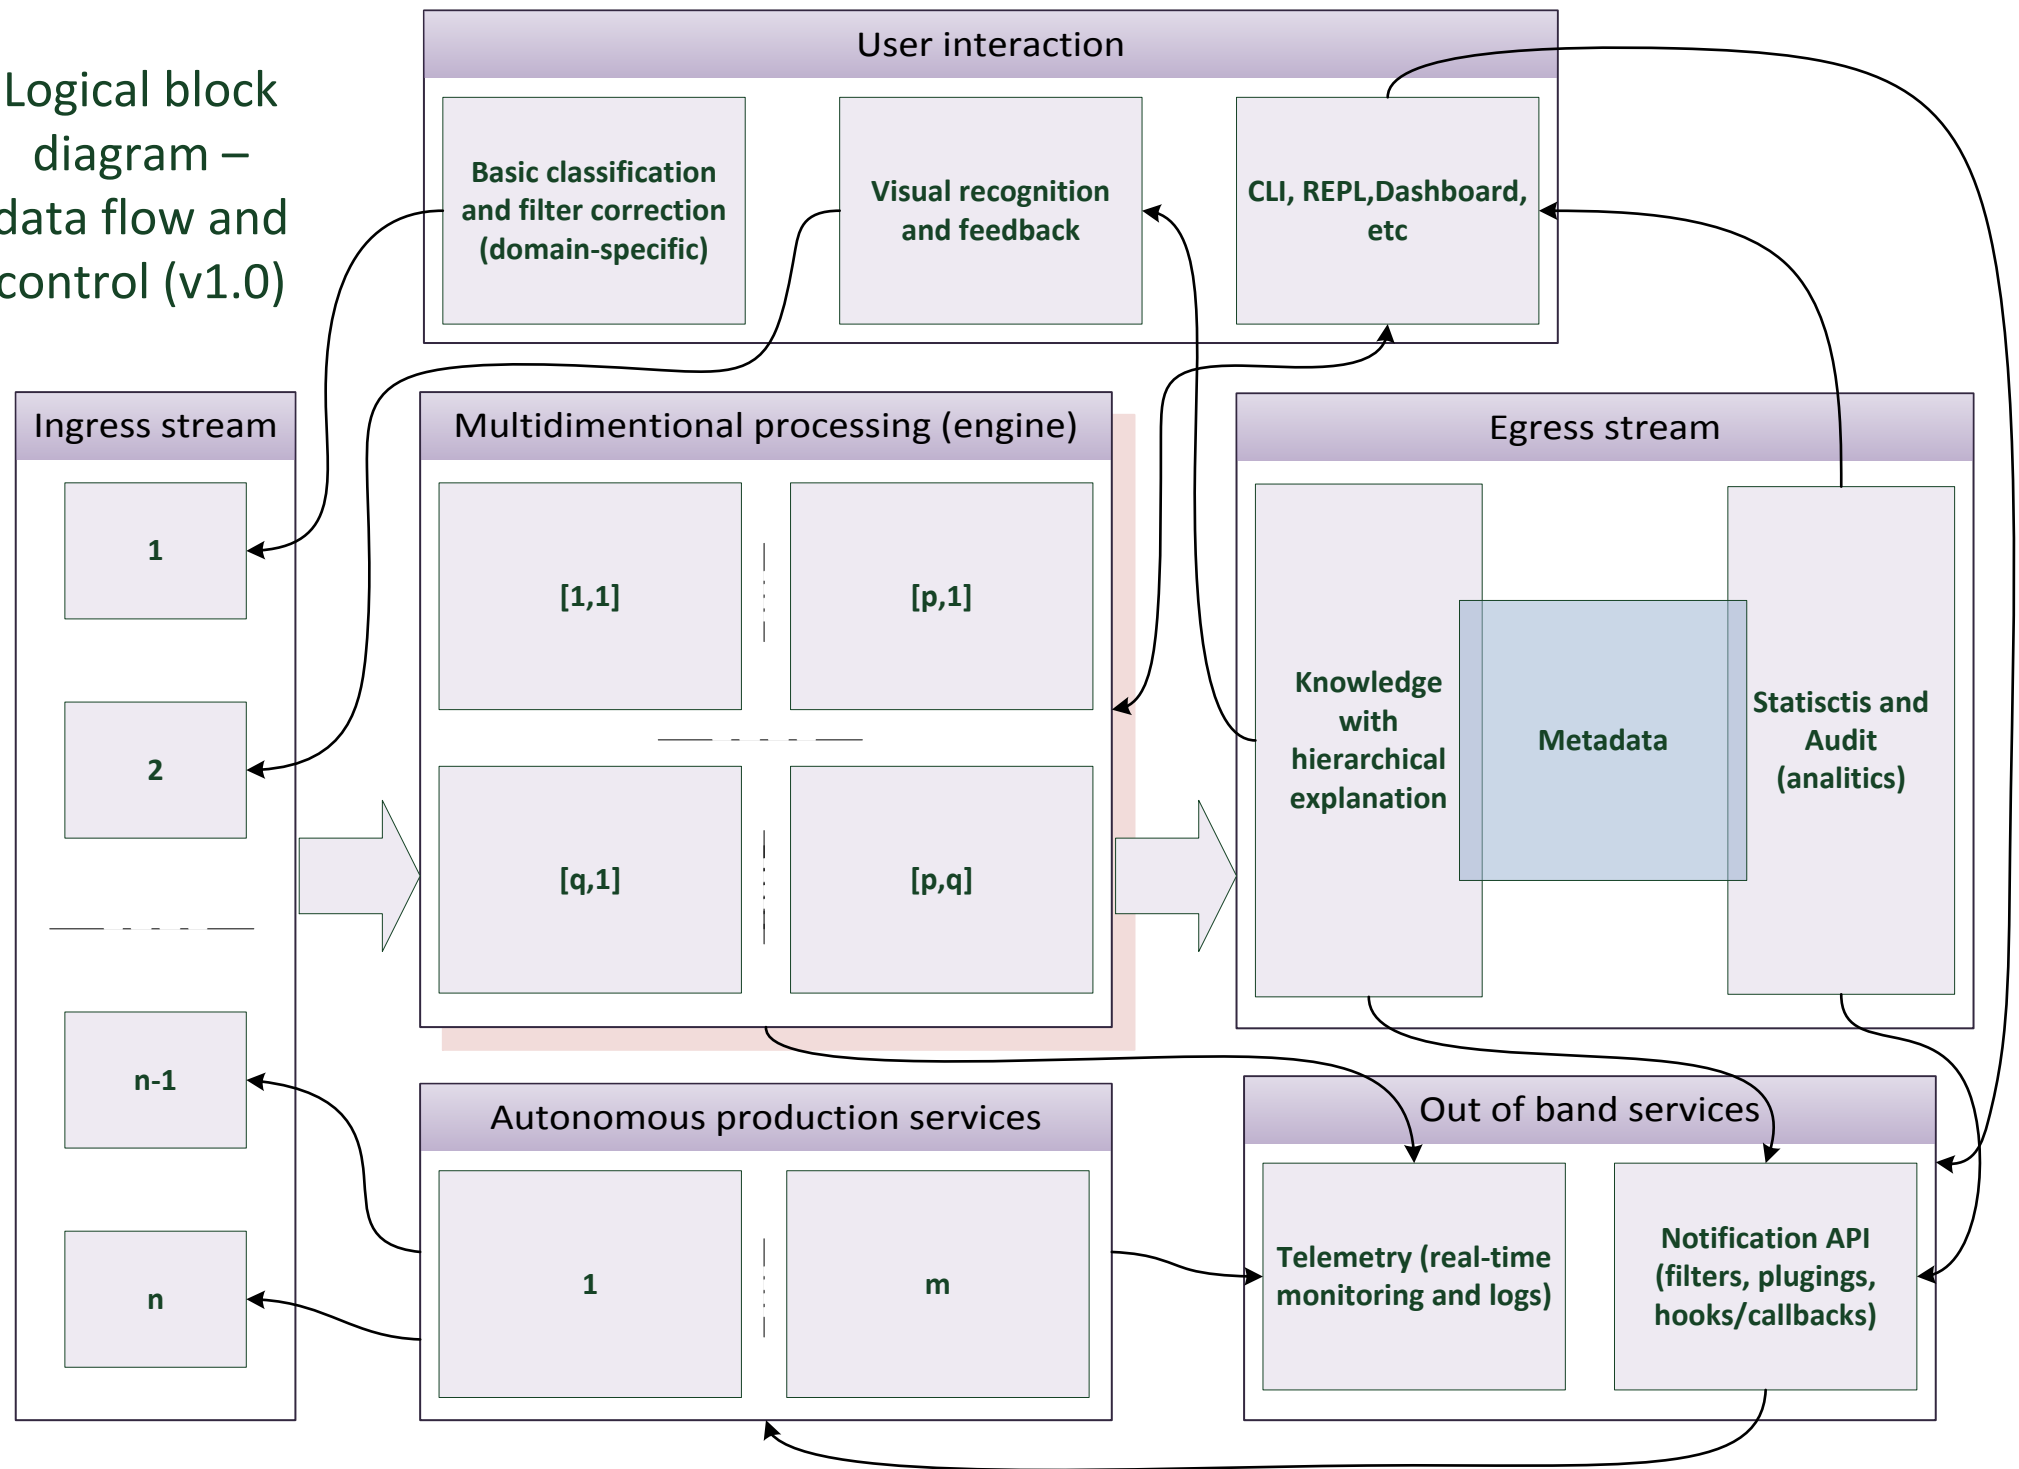 Logical block
diagram –
data flow and
control (v1.0)
User interaction
Basic classification
and filter correction
(domain-specific)
Visual recognition
and feedback
CLI, REPL,Dashboard,
etc
Ingress stream
1
2
n-1
n
Multidimentional processing (engine)
[1,1]
[p,1]
[q,1]
[p,q]
Egress stream
Knowledge
with
hierarchical
explanation
Metadata
Statisctis and
Audit
(analitics)
Autonomous production services
1
m
Out of band services
Telemetry (real-time
monitoring and logs)
Notification API
(filters, plugings,
hooks/callbacks)